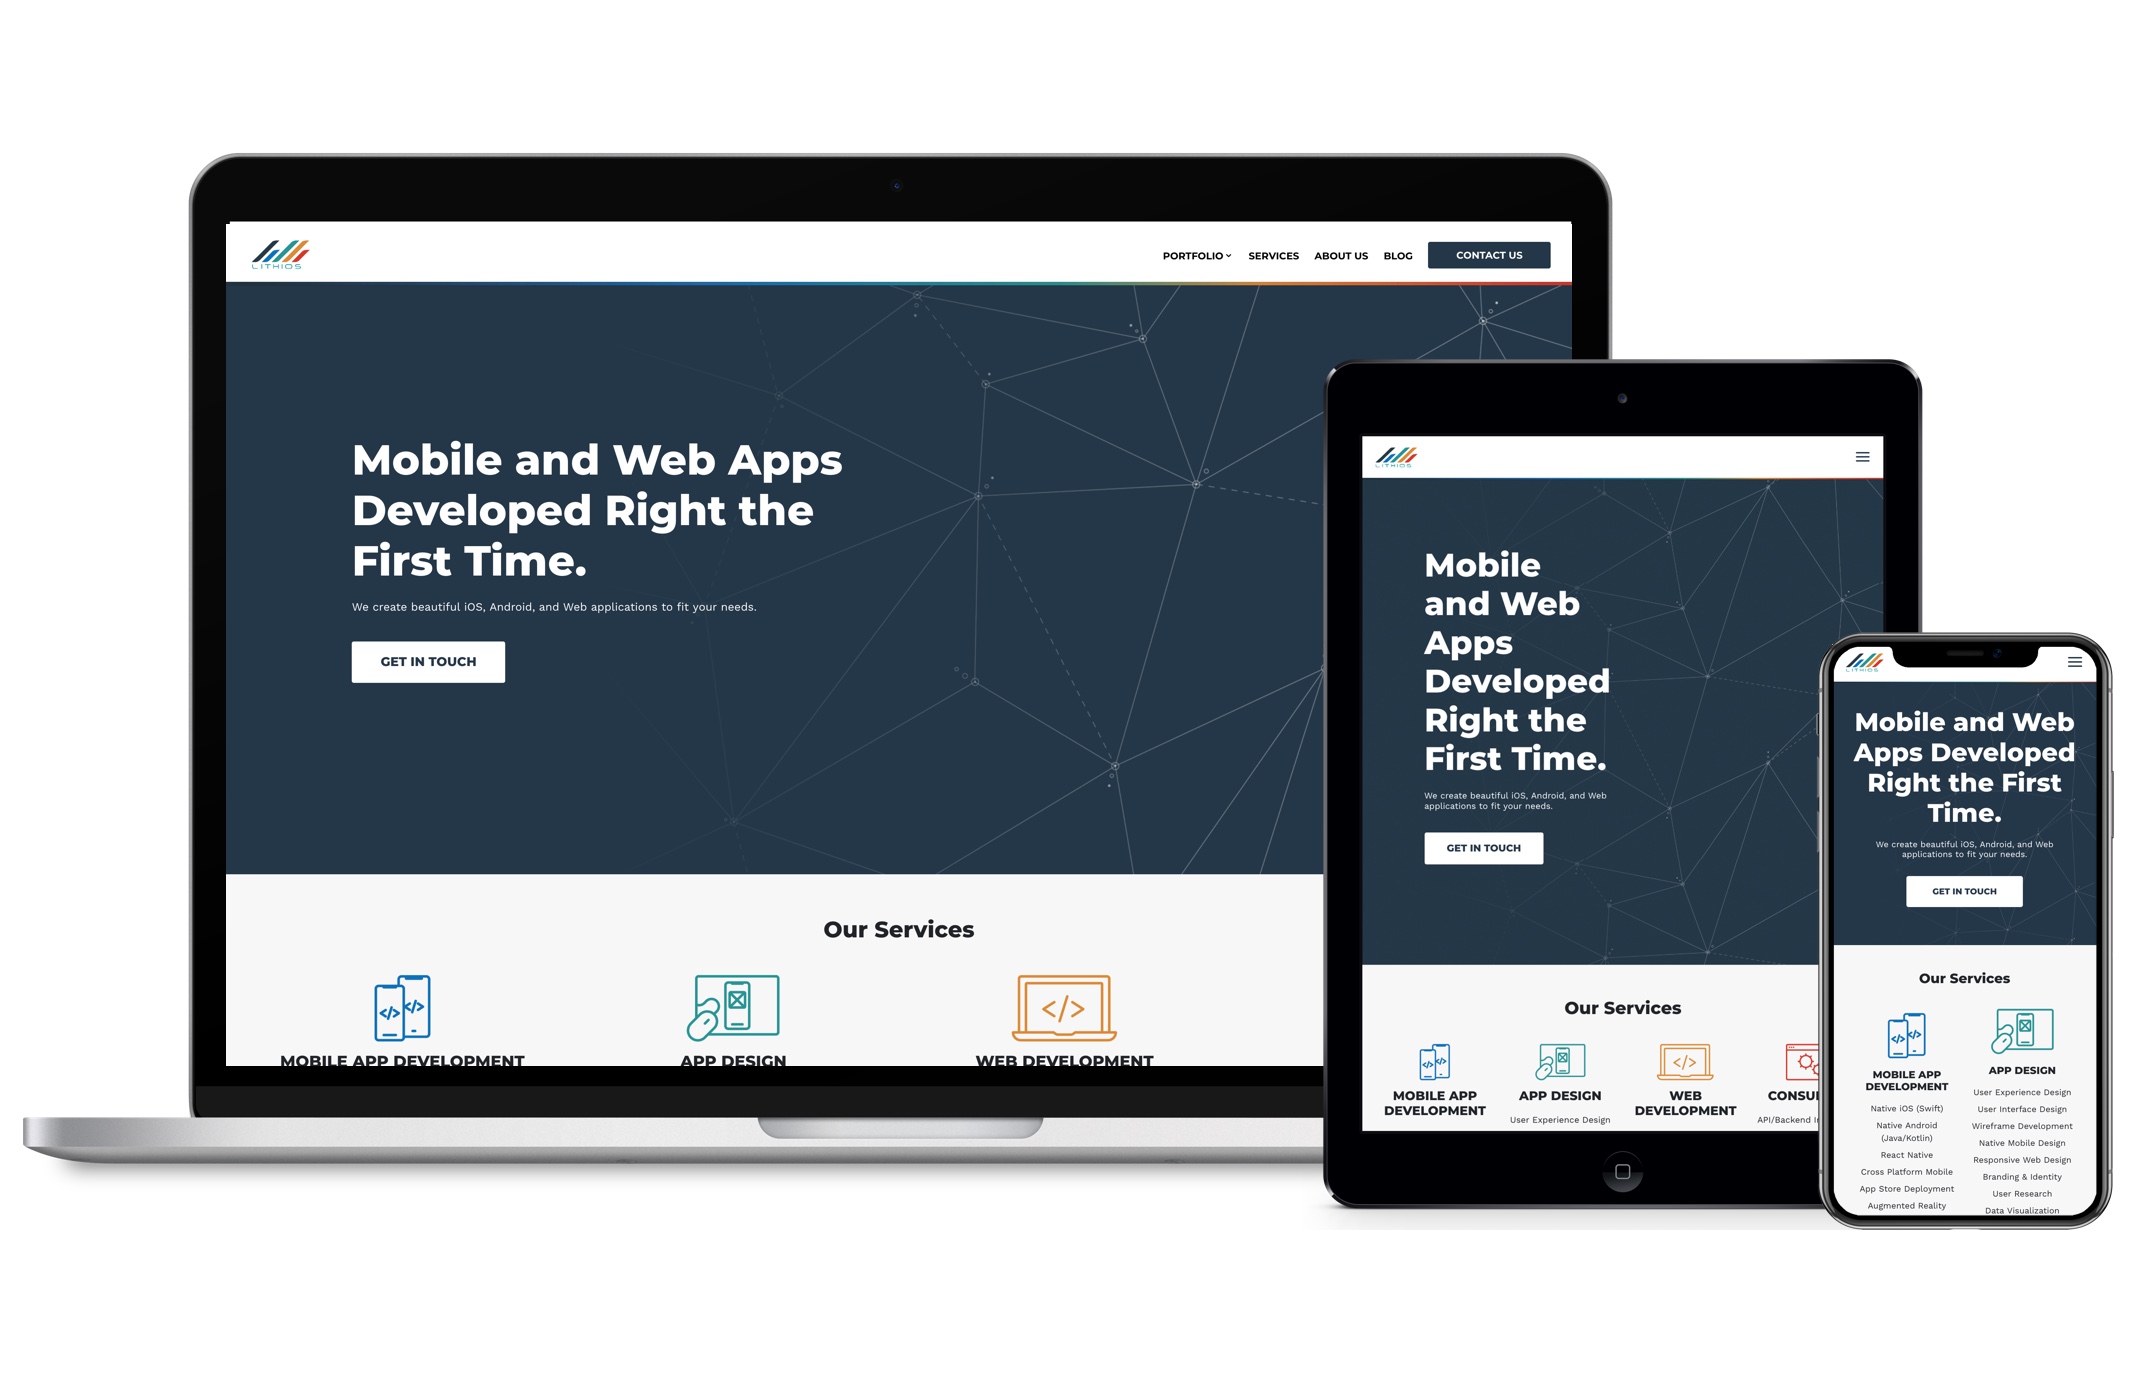 LITHIOS
PORTFOLIO SERVICES ABOUT US BLOG CONTACT US
Mobile and Web Apps
Developed Right the
First Time.
We create beautiful iOS, Android, and Web applications to fit your needs.
GET IN TOUCH
Our Services
MOBILE APP DEVELOPMENT
APP DESIGN
WEB DEVELOPMENT
LITHIOS
Mobile
and Web
Apps
Developed
Right the
First Time.
We create beautiful iOS, Android, and Web
applications to fit your needs.
GET IN TOUCH
Our Services
MOBILE APP
DEVELOPMENT
APP DESIGN
User Experience Design
WEB
DEVELOPMENT
CONSU
API/Backend I
LITHIOS
Mobile and Web
Apps Developed
Right the First
Time.
We create beautiful iOS, Android, and Web
applications to fit your needs.
GET IN TOUCH
Our Services
MOBILE APP
DEVELOPMENT
Native iOS (Swift)
Native Android
(Java/Kotlin)
React Native
Cross Platform Mobile
App Store Deployment
Augmented Reality
APP DESIGN
User Experience Design
User Interface Design
Wireframe Development
Native Mobile Design
Responsive Web Design
Branding & Identity
User Research
Data Visualization